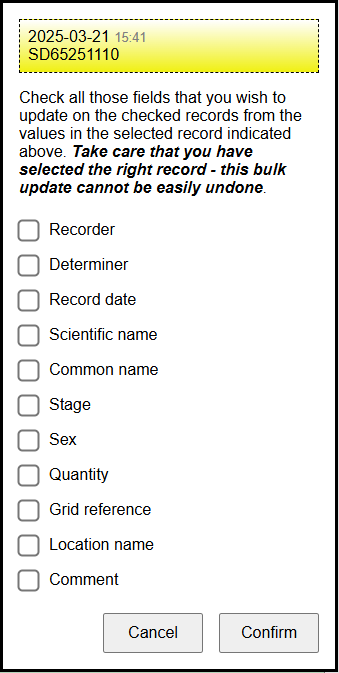 2025-03-21 15:41
SD65251110
Check all those fields that you wish to
update on the checked records from the
values in the selected record indicated
above. Take care that you have
selected the right record - this bulk
update cannot be easily undone.
Recorder
Determiner
Record date
Scientific name
Common name
Stage
Sex
Quantity
Grid reference
Location name
Comment
Cancel Confirm